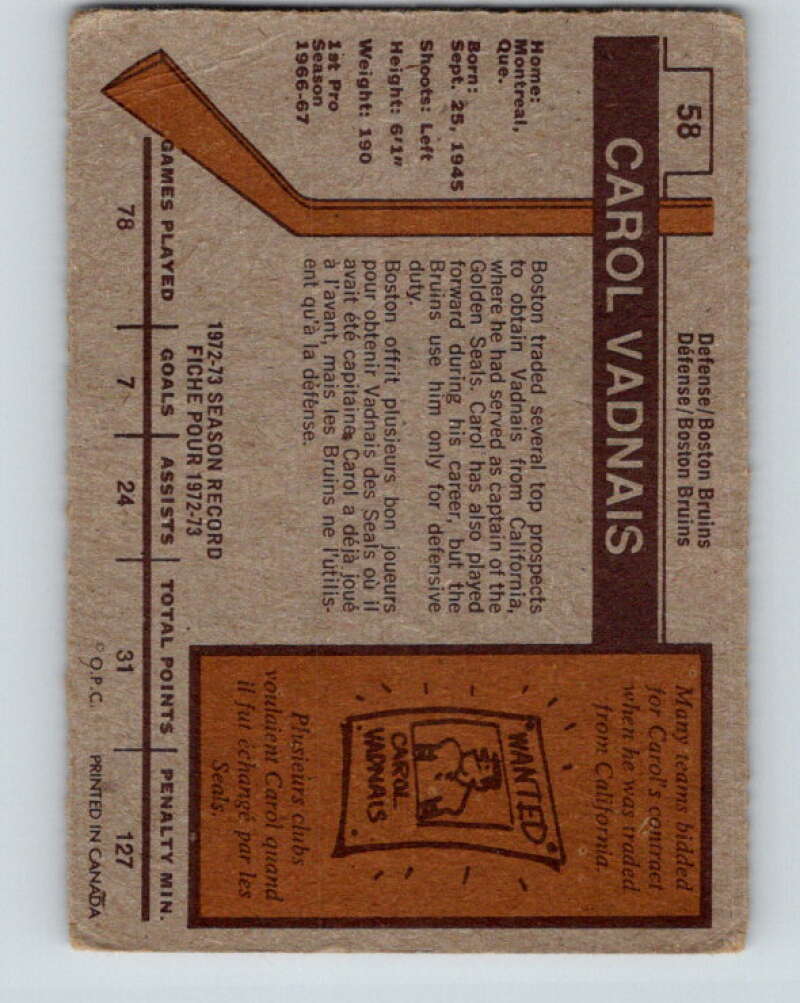 58
Defense/Boston Bruins
Défense/Boston Bruins
CAROL VADNAIS
Home:
Montreal,
Que.
Born:
Sept. 25, 1945
Shoots: Left
Height: 6'1"
Weight: 190
1st Pro
Season
1966-67
Boston traded several top prospects
to obtain Vadnais from California,
where he had served as captain of the
Golden Seals. Carol has also played
forward during his career, but the
Bruins use him only for defensive
duty.
Boston offrit plusieurs bon joueurs
pour obtenir Vadnais des Seals où il
avait été capitaine. Carol a déjà joué
à l'avant, mais les Bruins ne l'utilis-
ent qu'à la défense.
Many teams bidded
for Carol's contract
when he was traded
from California.
WANTED
CAROL
VADNAIS
Plusieurs clubs
voulaient Carol quand
il fut échangé par les
Seals.
1972-73 SEASON RECORD
FICHE POUR 1972-73
GAMES PLAYED GOALS ASSISTS TOTAL POINTS PENALTY MIN.
78 7 24 31 127
© O.P.C. PRINTED IN CANADA